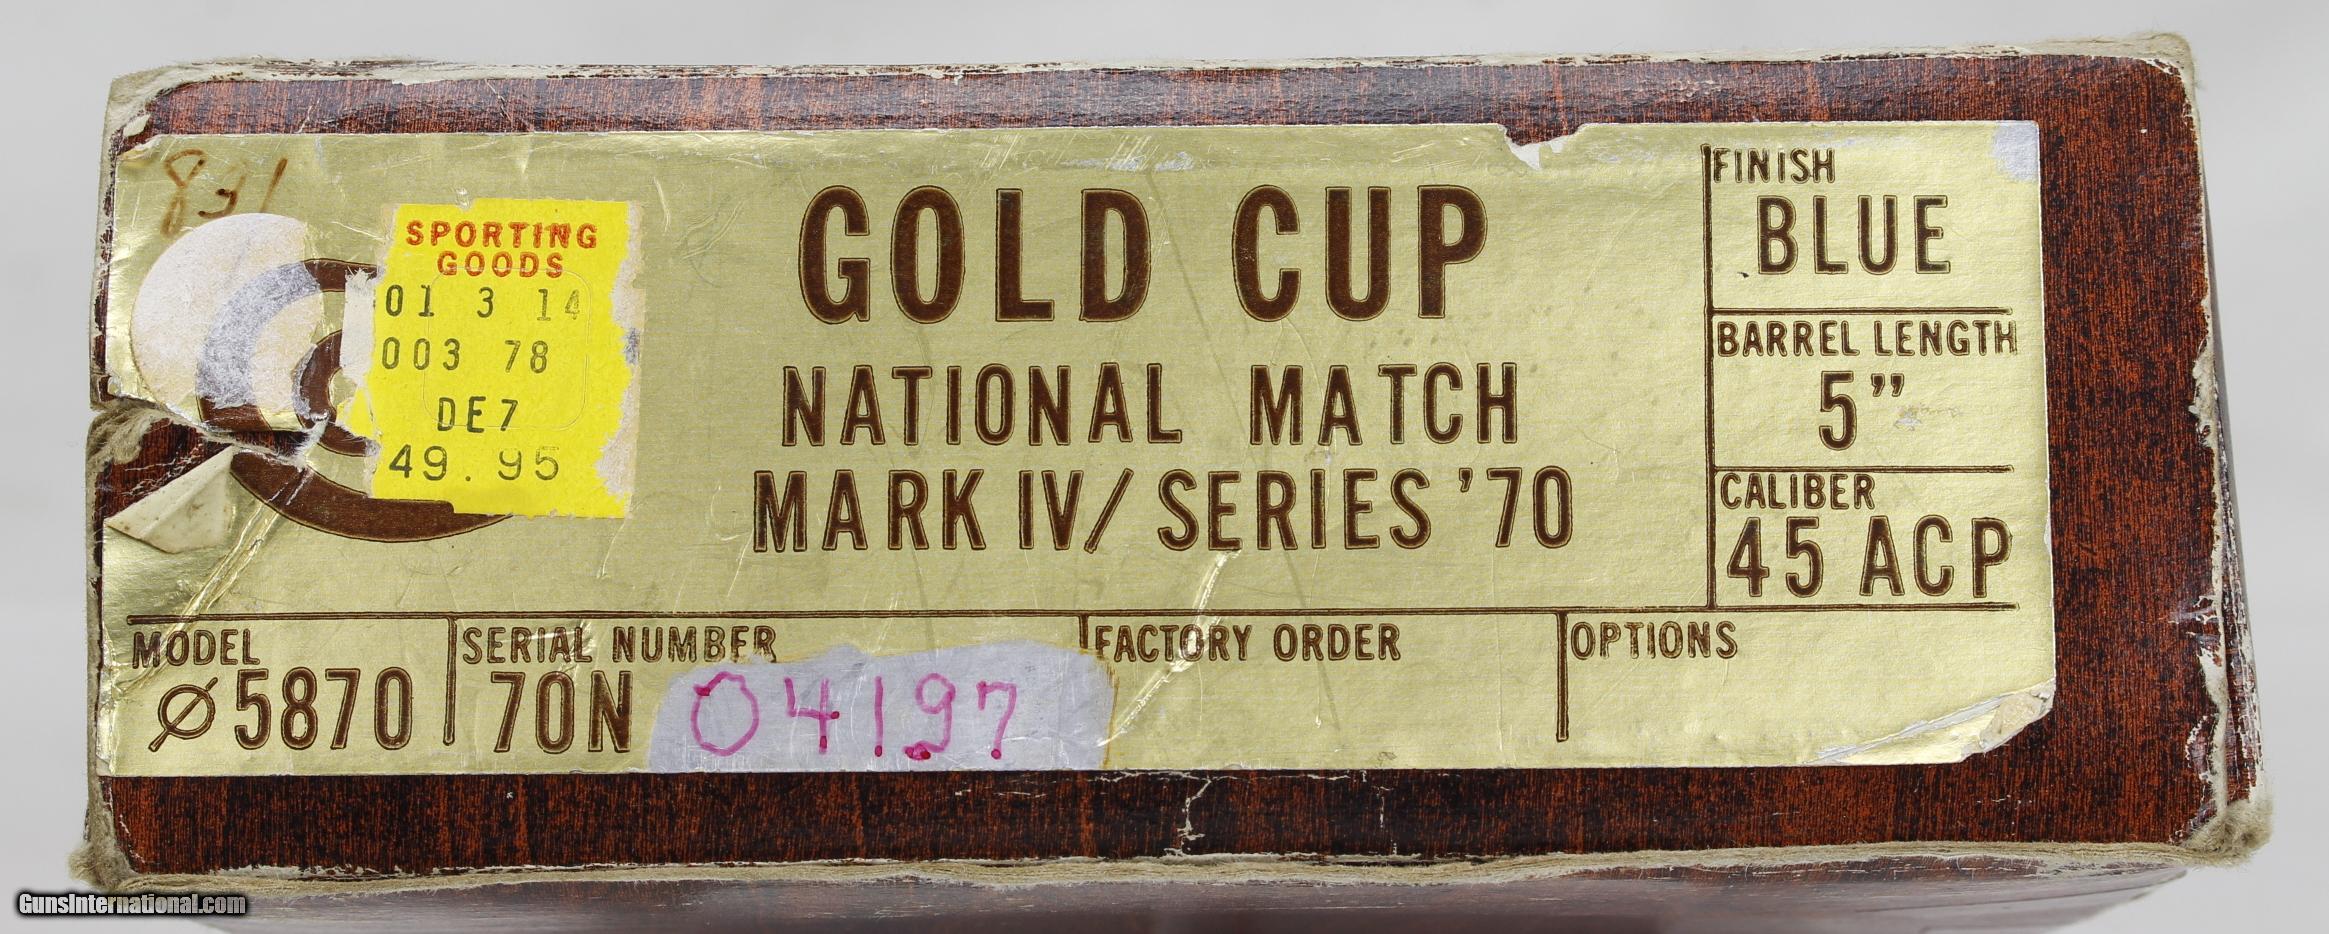 831
SPORTING
GOODS
01 3 14
003 78
DE7
49.95
GOLD CUP
NATIONAL MATCH
MARK IV/SERIES '70
FINISH
BLUE
BARREL LENGTH
5”
CALIBER
45 ACP
MODEL
Ø5870
SERIAL NUMBER
70N 04197
FACTORY ORDER
OPTIONS
GunsInternational.com